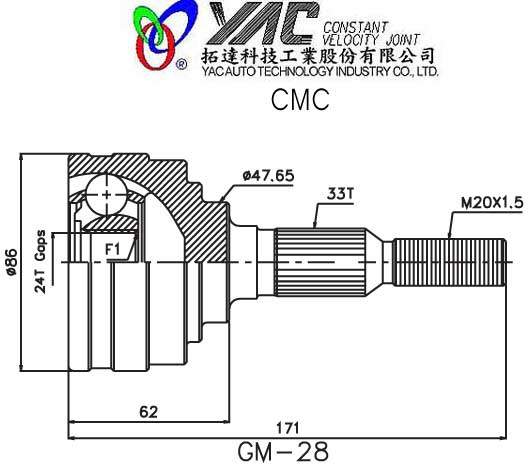 YAC CONSTANT
VELOCITY JOINT
拓達科技工業股份有限公司
® YAC AUTO TECHNOLOGY INDUSTRY CO., LTD.
CMC
ø47.65
33T
M20X1.5
ø86
24T Gaps
F1
62
171
GM-28